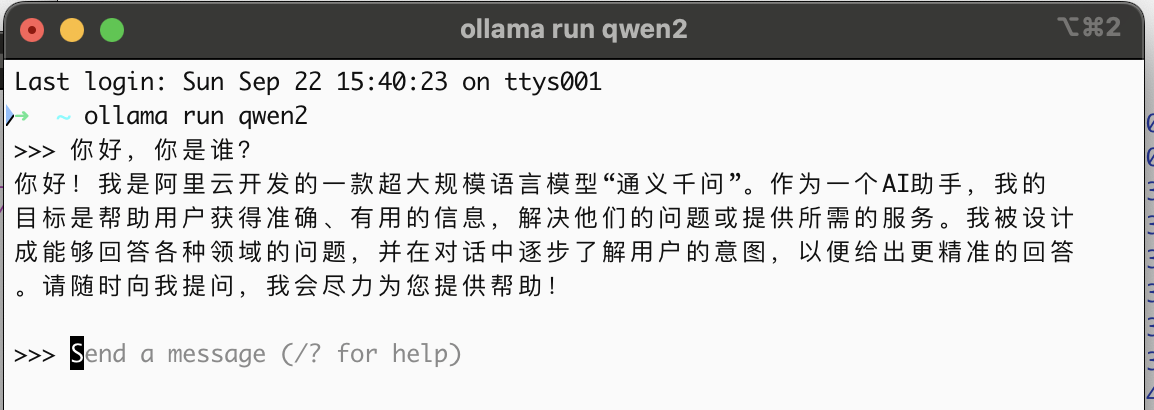 ollama run qwen2
⌥⌘2
Last login: Sun Sep 22 15:40:23 on ttys001
➜ ~ ollama run qwen2
>>> 你好，你是谁？
你好！我是阿里云开发的一款超大规模语言模型“通义千问”。作为一个AI助手，我的
目标是帮助用户获得准确、有用的信息，解决他们的问题或提供所需的服务。我被设计
成能够回答各种领域的问题，并在对话中逐步了解用户的意图，以便给出更精准的回答
。请随时向我提问，我会尽力为您提供帮助！
>>> Send a message (/? for help)